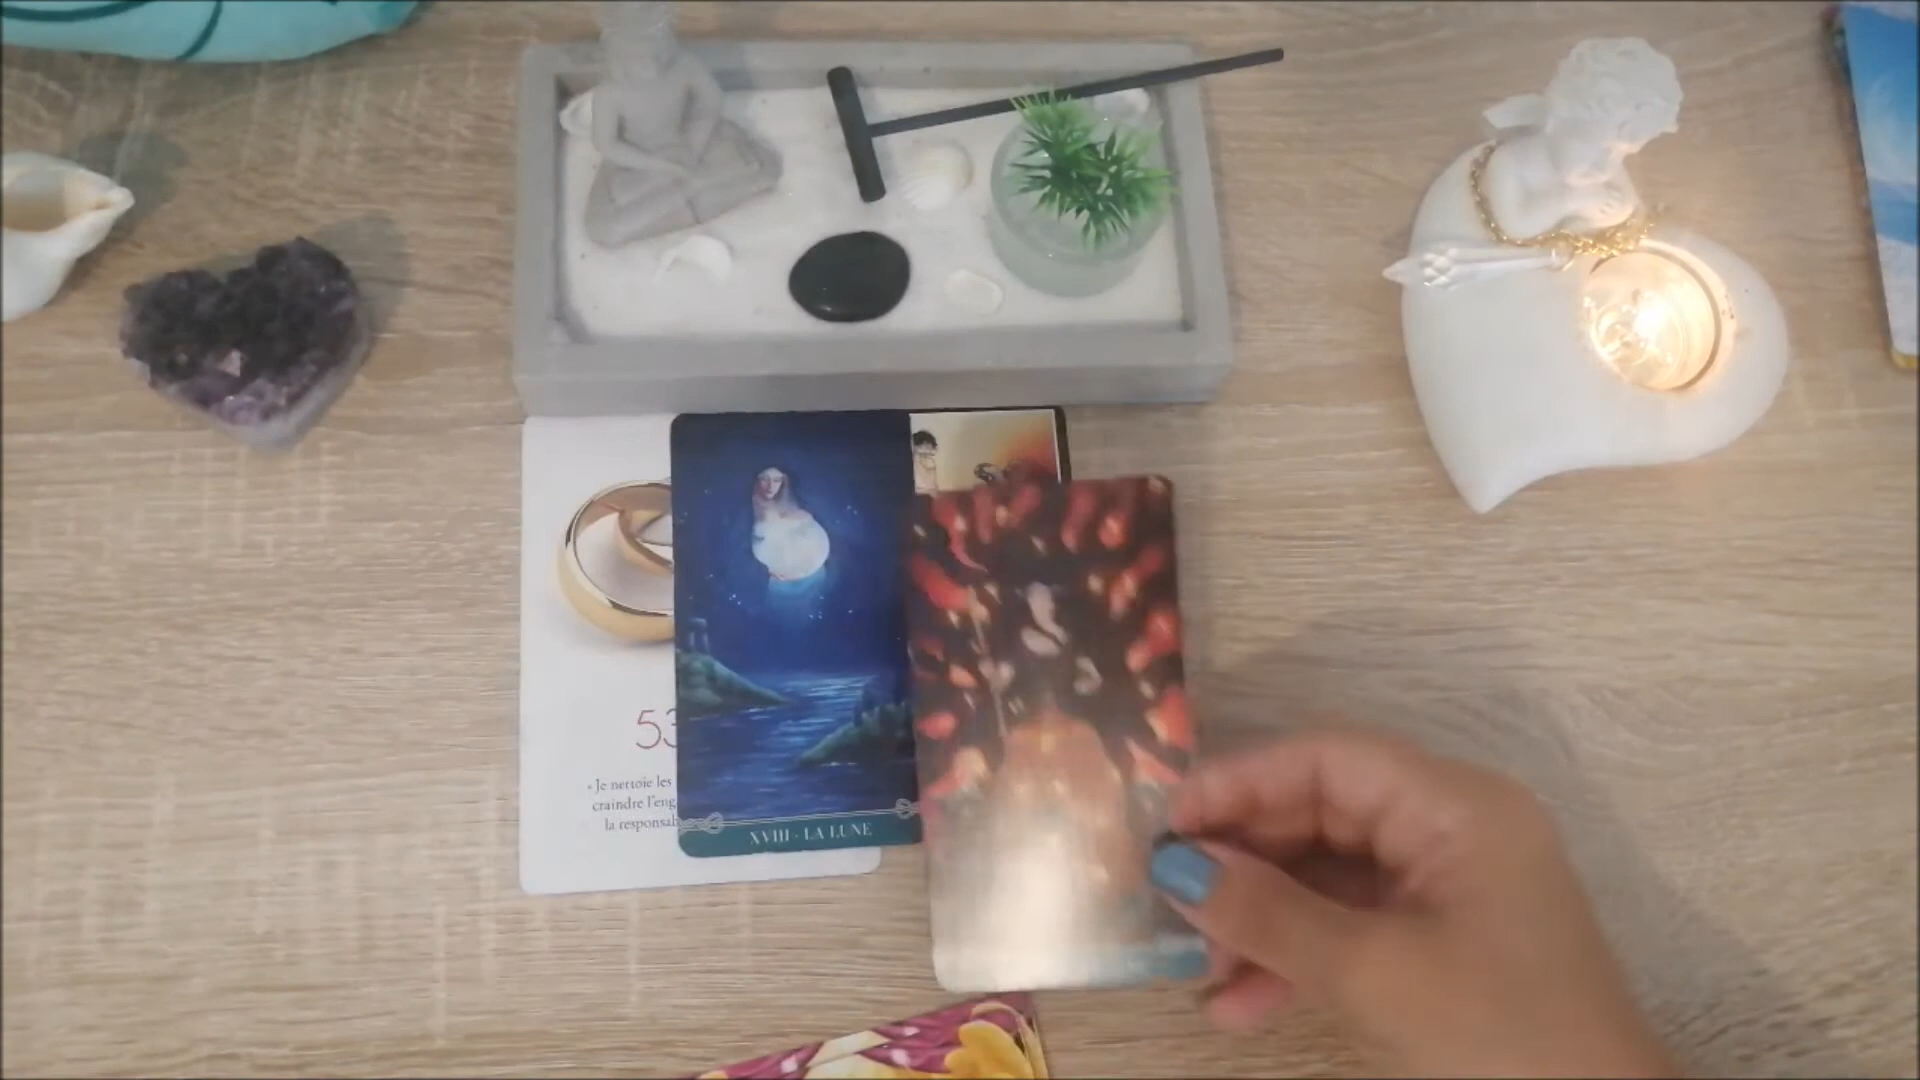 53
« Je nettoie les
craindre l'eng
la responsab
XVIII · LA LUNE